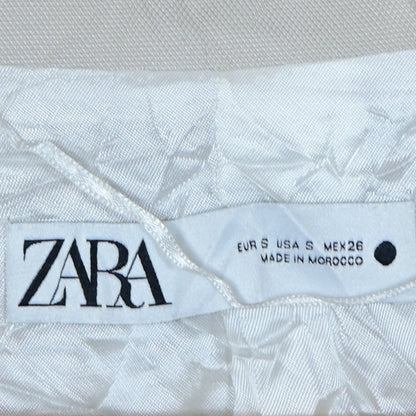 ZARA
EUR S USA S MEX 26
MADE IN MOROCCO